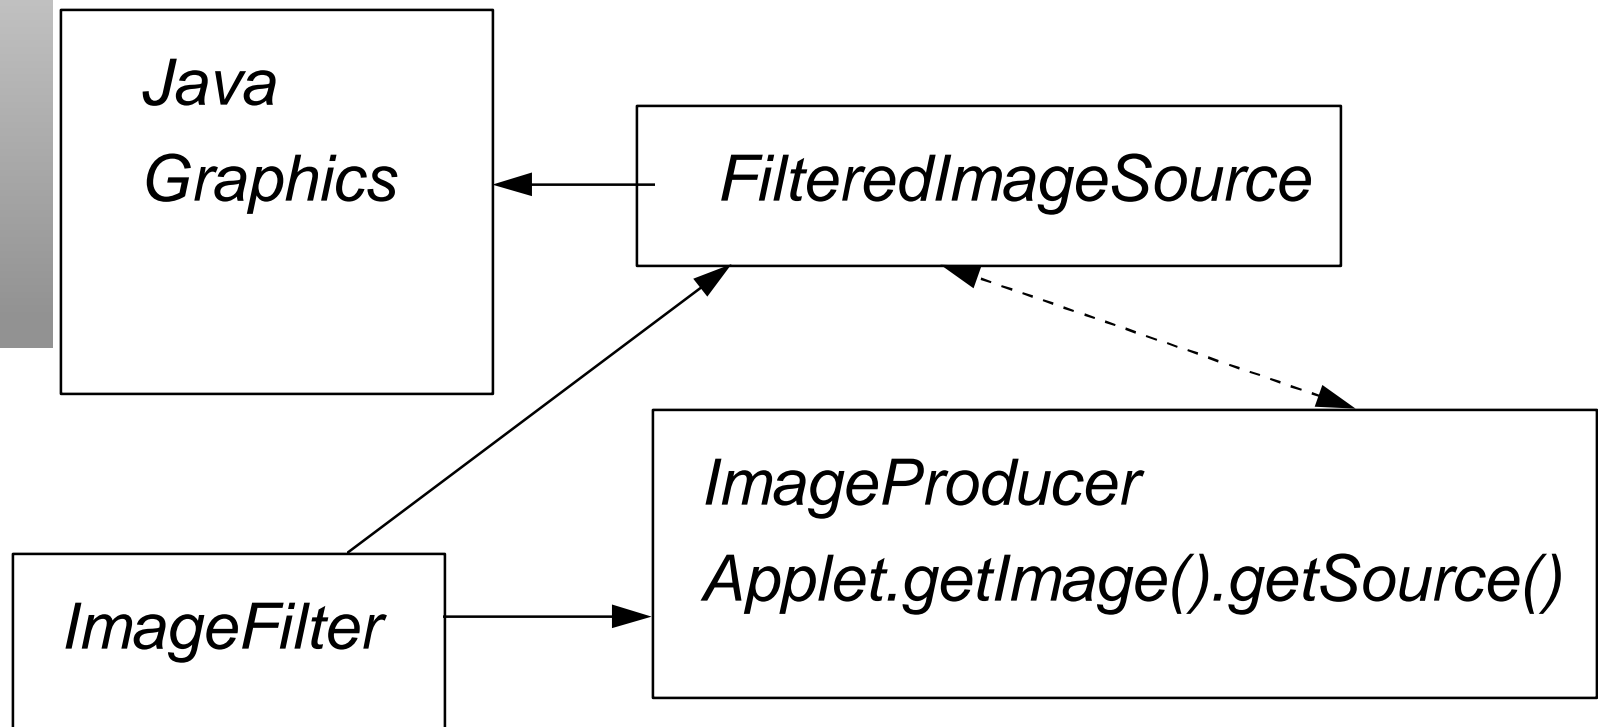 Java
Graphics
FilteredImageSource
ImageProducer
Applet.getImage().getSource()
ImageFilter